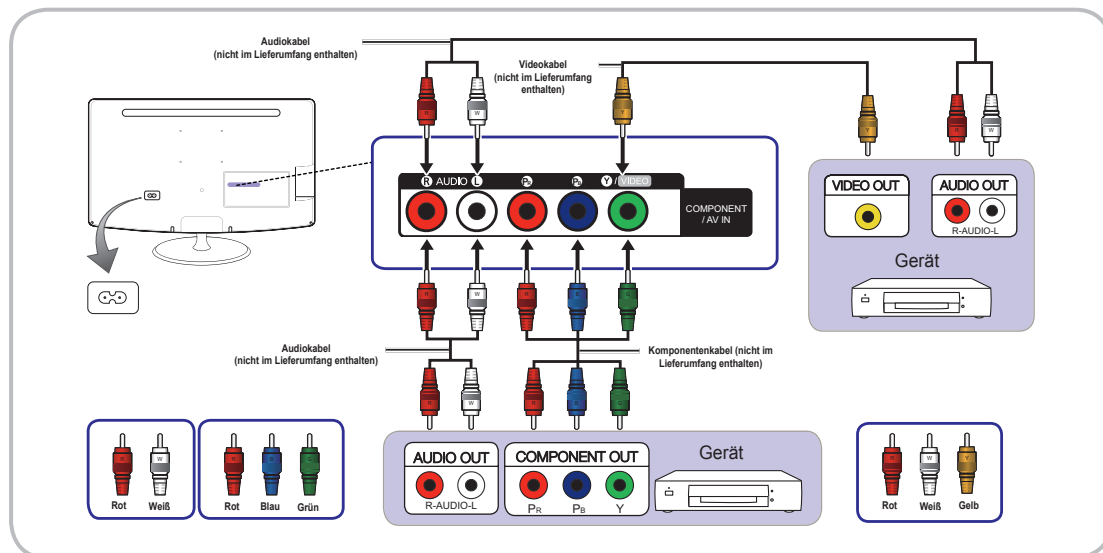 Audiokabel
(nicht im Lieferumfang enthalten)
Videokabel
(nicht im Lieferumfang
enthalten)
R W Y
Y R W
R AUDIO L PR PB Y / VIDEO
COMPONENT
/ AV IN
VIDEO OUT
AUDIO OUT
R-AUDIO-L
Gerät
R W R B G
Audiokabel
(nicht im Lieferumfang enthalten)
Komponentenkabel (nicht im
Lieferumfang enthalten)
R W R B G
AUDIO OUT
R-AUDIO-L
COMPONENT OUT
PR PB Y
Gerät
R W
Rot Weiß
R B G
Rot Blau Grün
R W Y
Rot Weiß Gelb